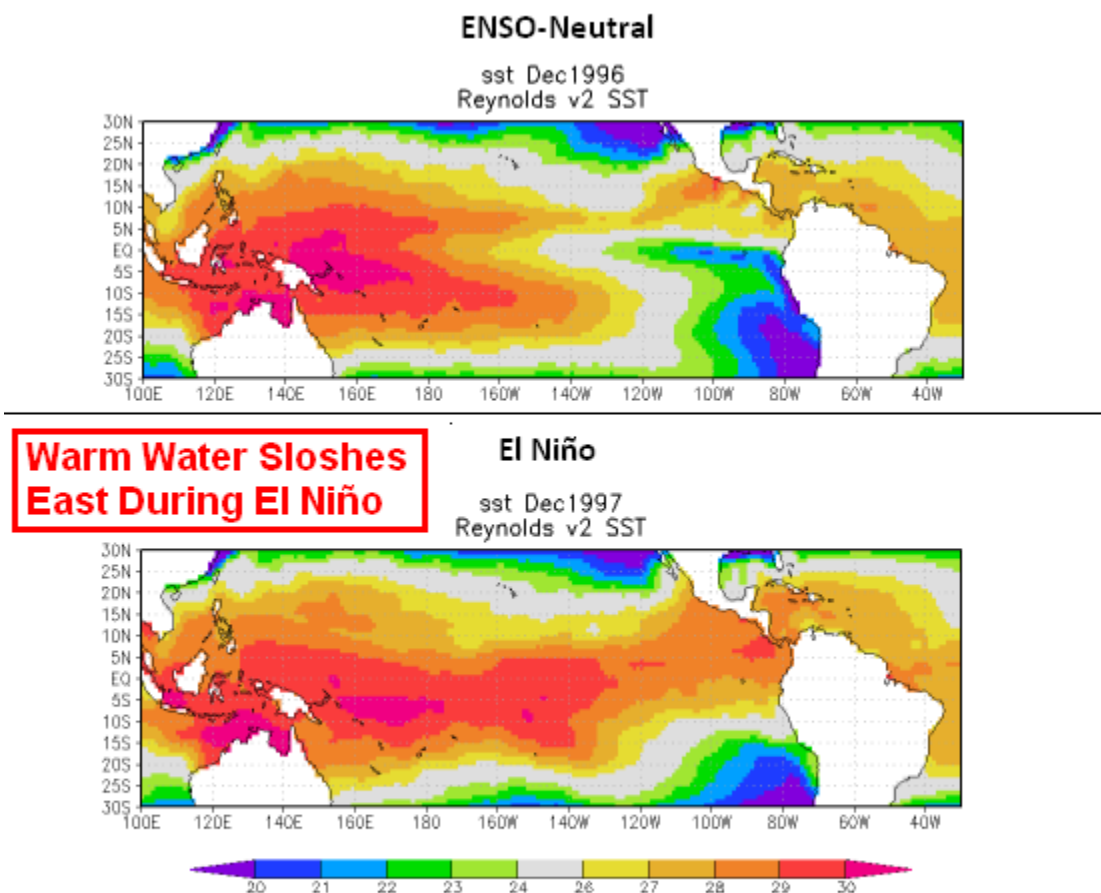 ENSO-Neutral
sst Dec1996
Reynolds v2 SST
30N
25N
20N
15N
10N
5N
EQ
5S
10S
15S
20S
25S
30S
100E 120E 140E 160E 180 160W 140W 120W 100W 80W 60W 40W
Warm Water Sloshes
East During El Niño
El Niño
sst Dec1997
Reynolds v2 SST
30N
25N
20N
15N
10N
5N
EQ
5S
10S
15S
20S
25S
30S
100E 120E 140E 160E 180 160W 140W 120W 100W 80W 60W 40W
20 21 22 23 24 26 27 28 29 30